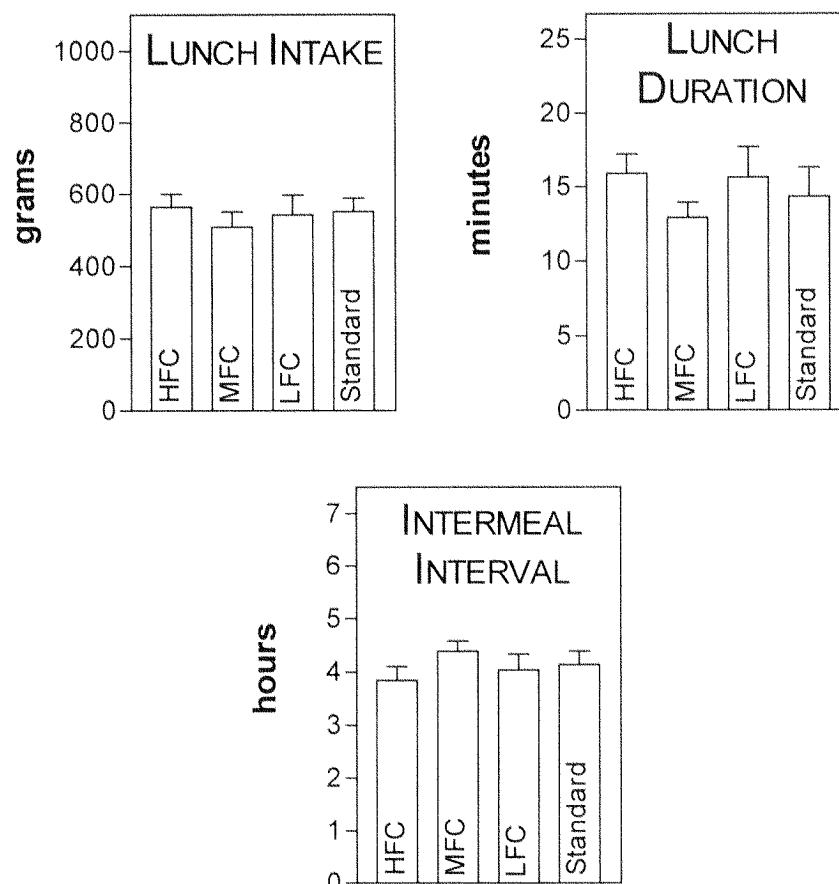 LUNCH INTAKE
grams
1000
800
600
400
200
0
HFC
MFC
LFC
Standard
LUNCH
DURATION
minutes
25
20
15
10
5
0
HFC
MFC
LFC
Standard
INTERMEAL
INTERVAL
hours
7
6
5
4
3
2
1
0
HFC
MFC
LFC
Standard